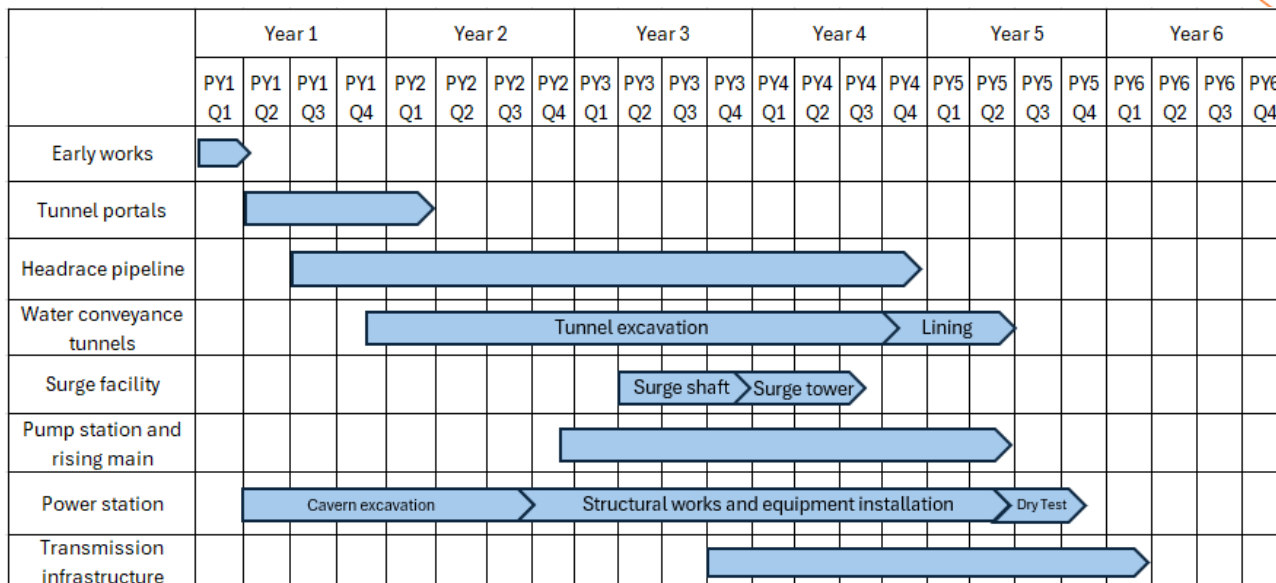 Year 1 Year 2 Year 3 Year 4 Year 5 Year 6
PY1 PY1 PY1 PY1 PY2 PY2 PY2 PY2 PY3 PY3 PY3 PY3 PY4 PY4 PY4 PY4 PY5 PY5 PY5 PY5 PY6 PY6 PY6 PY6
Q1 Q2 Q3 Q4 Q1 Q2 Q3 Q4 Q1 Q2 Q3 Q4 Q1 Q2 Q3 Q4 Q1 Q2 Q3 Q4 Q1 Q2 Q3 Q4
Early works
Tunnel portals
Headrace pipeline
Water conveyance
tunnels
Tunnel excavation Lining
Surge facility Surge shaft Surge tower
Pump station and
rising main
Power station Cavern excavation Structural works and equipment installation Dry Test
Transmission
infrastructure